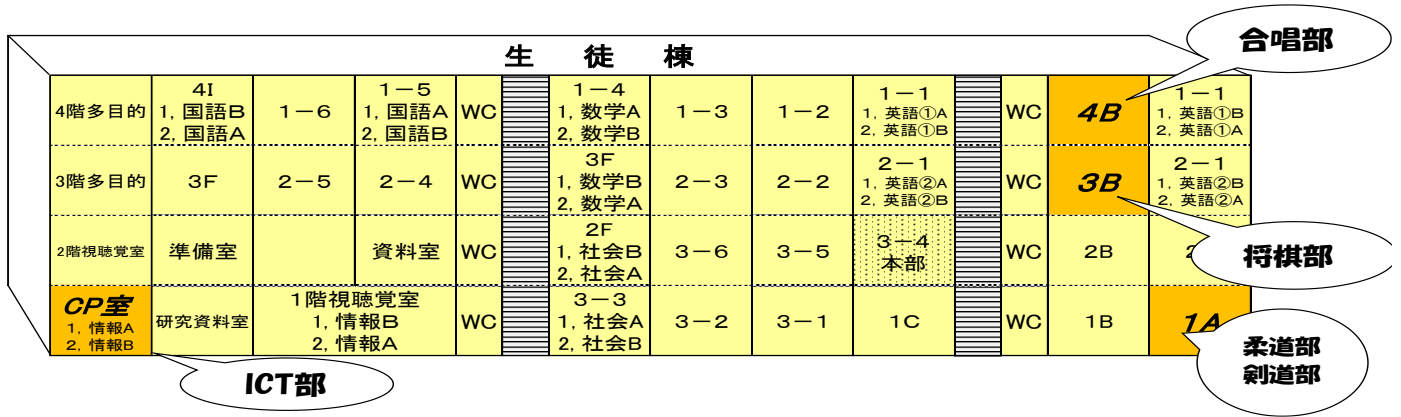 生徒棟
合唱部
4階多目的
4I
1, 国語B
2, 国語A
1－6
1－5
1, 国語A
2, 国語B
WC
1－4
1, 数学A
2, 数学B
1－3
1－2
1－1
1, 英語①A
2, 英語①B
WC
4B
1－1
1, 英語①B
2, 英語①A
3階多目的
3F
2－5
2－4
WC
3F
1, 数学B
2, 数学A
2－3
2－2
2－1
1, 英語②A
2, 英語②B
WC
3B
2－1
1, 英語②B
2, 英語②A
2階視聴覚室
準備室
資料室
WC
2F
1, 社会B
2, 社会A
3－6
3－5
3－4
本部
WC
2B
2
将棋部
CP室
1, 情報A
2, 情報B
研究資料室
1階視聴覚室
1, 情報B
2, 情報A
WC
3－3
1, 社会A
2, 社会B
3－2
3－1
1C
WC
1B
1A
柔道部
剣道部
ICT部